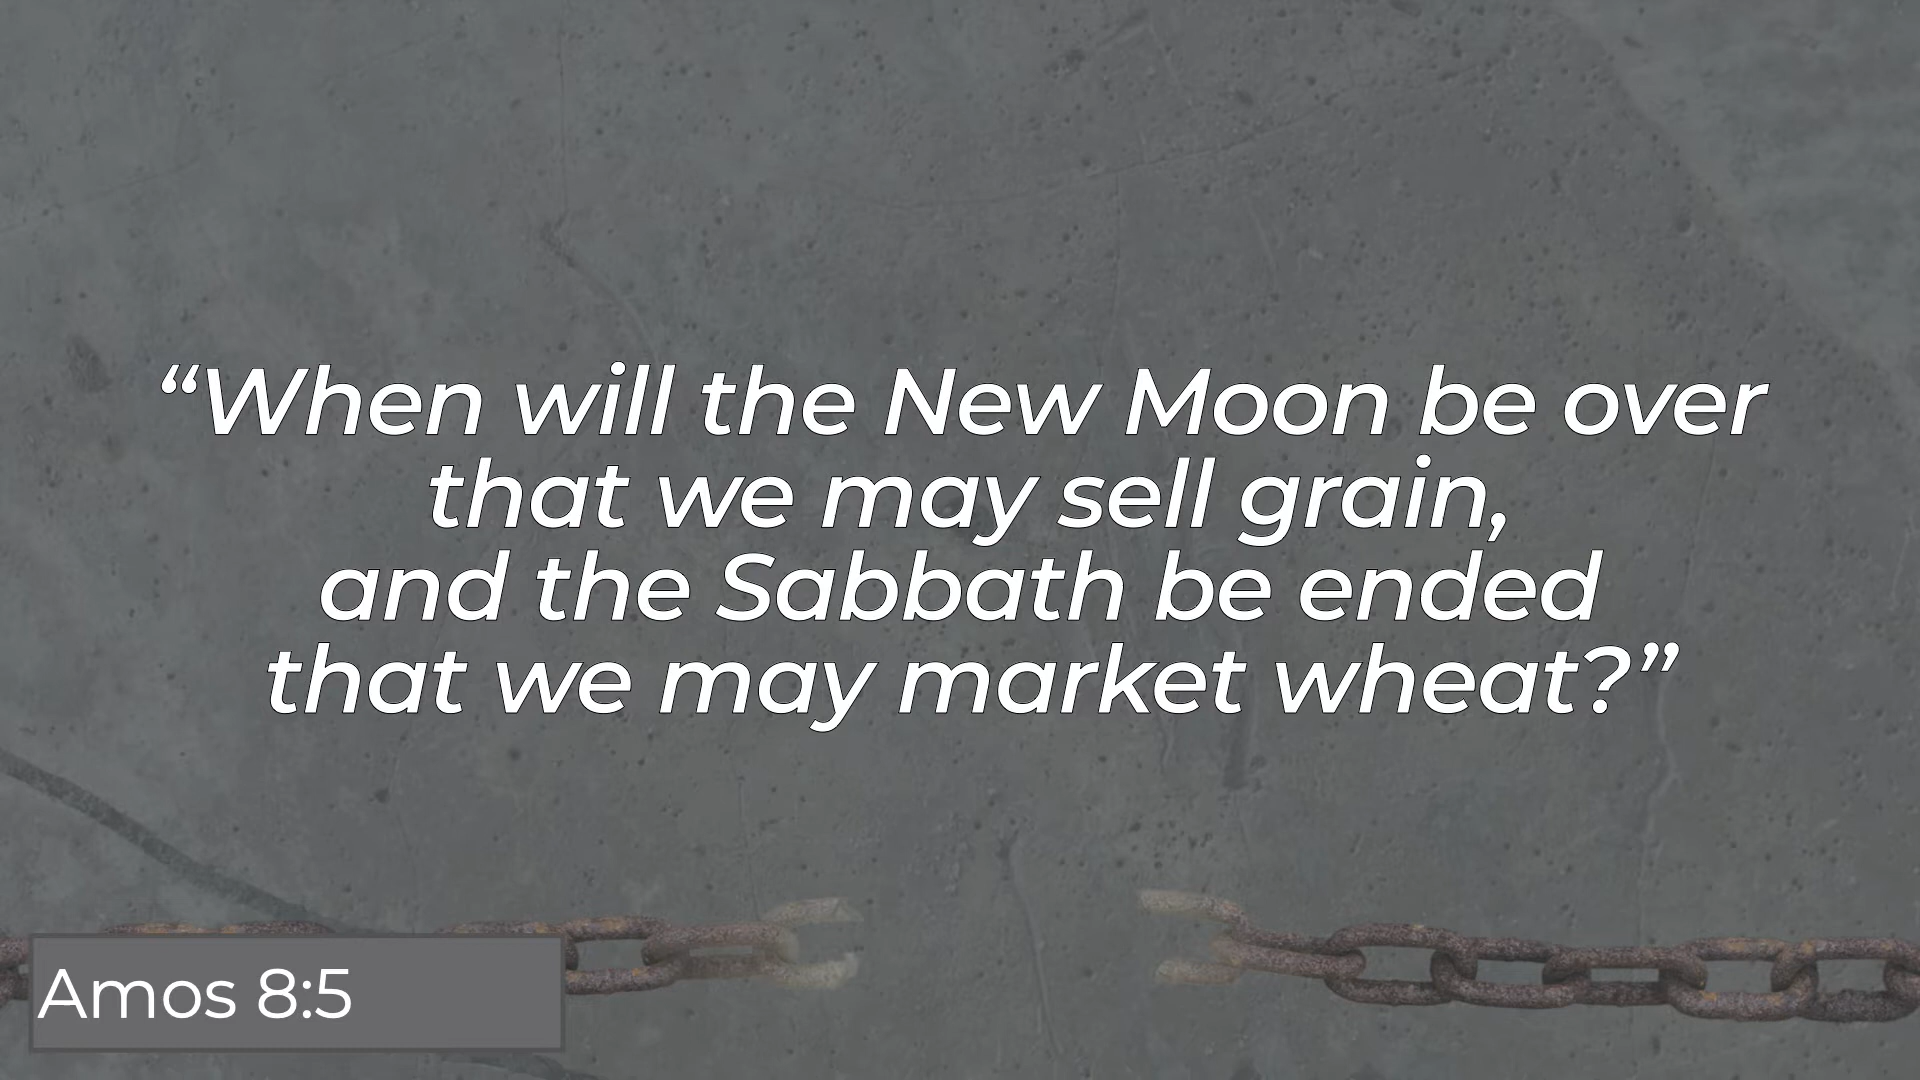 “When will the New Moon be over
that we may sell grain,
and the Sabbath be ended
that we may market wheat?”
Amos 8:5